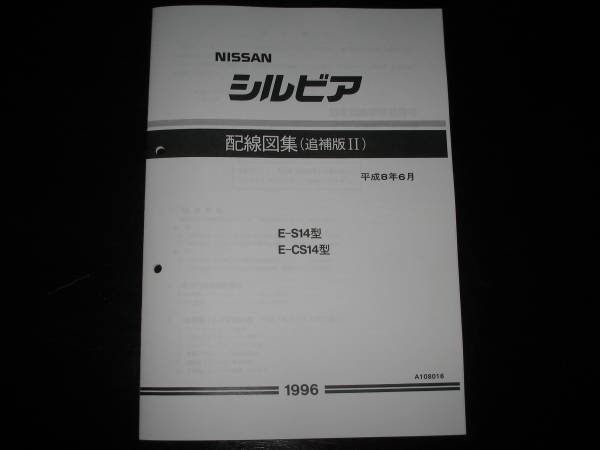 NISSAN
シルビア
配線図集(追補版II)
平成8年6月
E-S14型
E-CS14型
A108016
1996